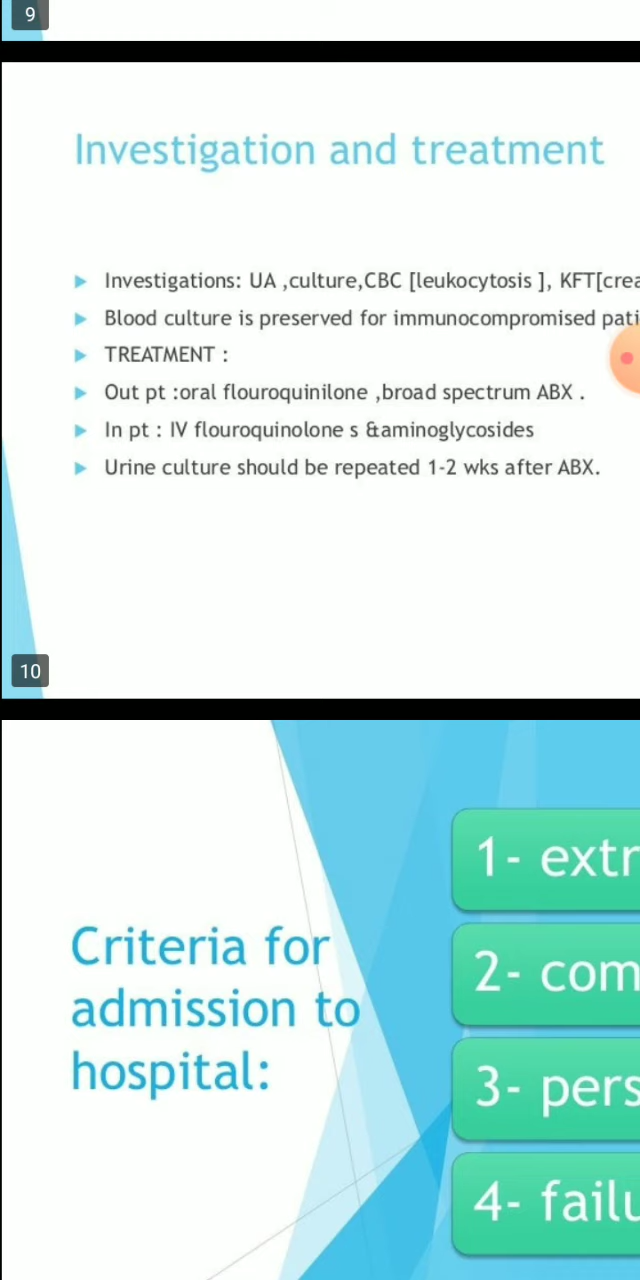 9
Investigation and treatment
Investigations: UA ,culture,CBC [leukocytosis ], KFT[crea
Blood culture is preserved for immunocompromised pati
TREATMENT :
Out pt :oral flouroquinilone ,broad spectrum ABX .
In pt : IV flouroquinolone s &aminoglycosides
Urine culture should be repeated 1-2 wks after ABX.
10
Criteria for
admission to
hospital:
1- extr
2- com
3- pers
4- failu